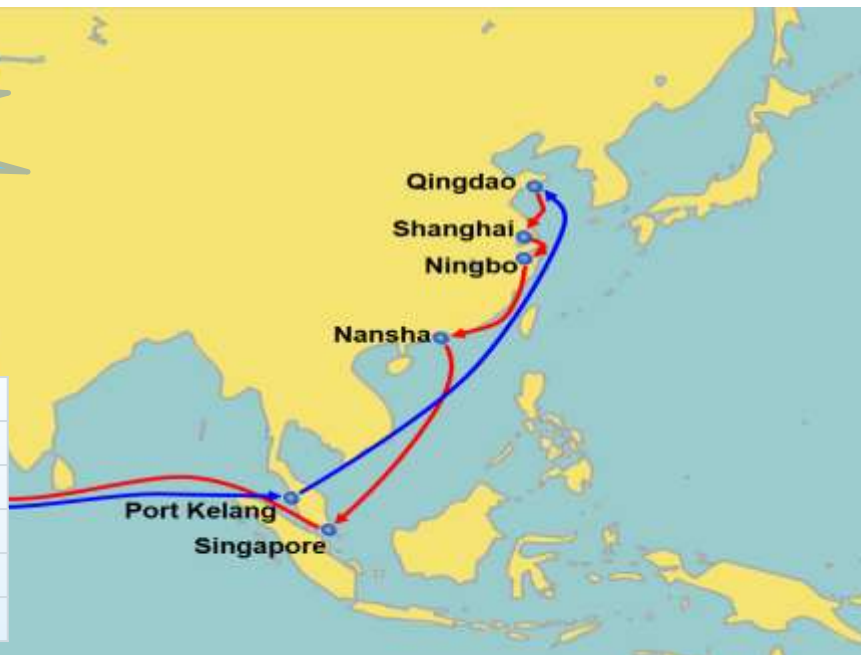 Qingdao
Shanghai
Ningbo
Nansha
Port Kelang
Singapore